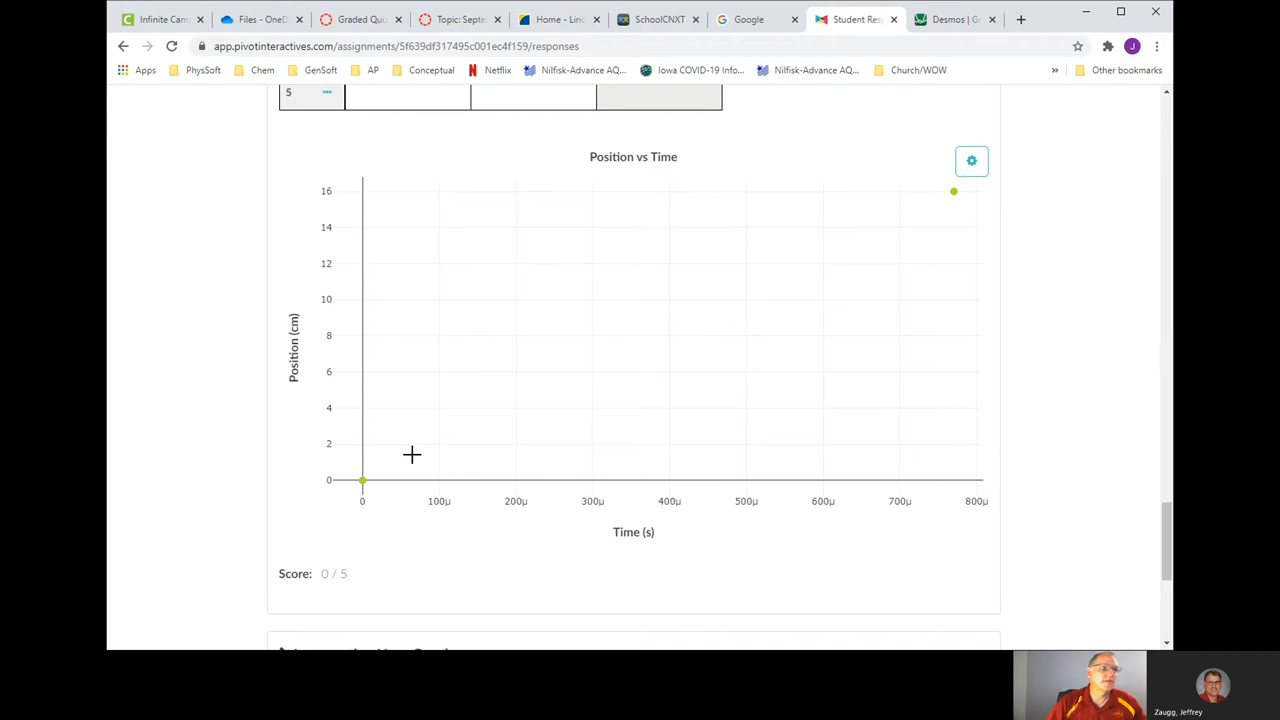 Infinite Cam
Files - OneD
Graded Quiz
Topic: Septe
Home - Linc
SchoolCNXT
Google
Student Res
Desmos | Gr
app.pivotinteractives.com/assignments/5f639df317495c001ec4f159/responses
J
Apps
PhysSoft
Chem
GenSoft
AP
Conceptual
Netflix
Nilfisk-Advance AQ...
Iowa COVID-19 Info...
Nilfisk-Advance AQ...
Church/WOW
»
Other bookmarks
5
Position vs Time
16
14
12
10
8
6
4
2
0
Position (cm)
0 100µ 200µ 300µ 400µ 500µ 600µ 700µ 800µ
Time (s)
Score: 0 / 5
Zaugg, Jeffrey